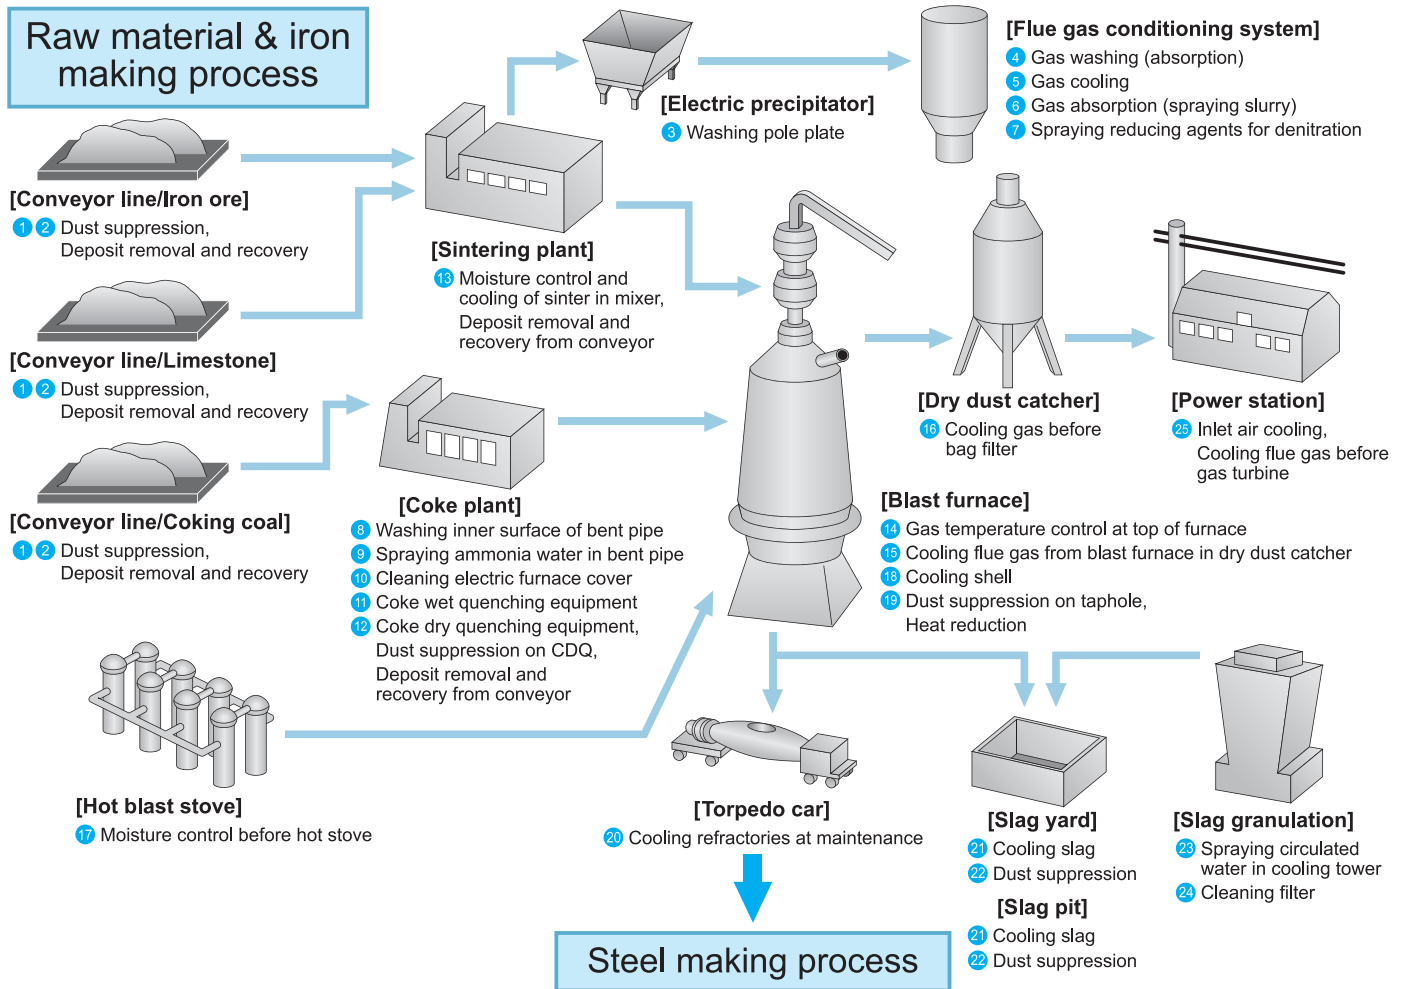 Raw material & iron
making process
[Conveyor line/Iron ore]
1 2 Dust suppression,
Deposit removal and recovery
[Conveyor line/Limestone]
1 2 Dust suppression,
Deposit removal and recovery
[Conveyor line/Coking coal]
1 2 Dust suppression,
Deposit removal and recovery
[Hot blast stove]
17 Moisture control before hot stove
[Electric precipitator]
3 Washing pole plate
[Flue gas conditioning system]
4 Gas washing (absorption)
5 Gas cooling
6 Gas absorption (spraying slurry)
7 Spraying reducing agents for denitration
[Sintering plant]
13 Moisture control and
cooling of sinter in mixer,
Deposit removal and
recovery from conveyor
[Coke plant]
8 Washing inner surface of bent pipe
9 Spraying ammonia water in bent pipe
10 Cleaning electric furnace cover
11 Coke wet quenching equipment
12 Coke dry quenching equipment,
Dust suppression on CDQ,
Deposit removal and
recovery from conveyor
[Dry dust catcher]
16 Cooling gas before
bag filter
[Power station]
25 Inlet air cooling,
Cooling flue gas before
gas turbine
[Blast furnace]
14 Gas temperature control at top of furnace
15 Cooling flue gas from blast furnace in dry dust catcher
18 Cooling shell
19 Dust suppression on taphole,
Heat reduction
[Torpedo car]
20 Cooling refractories at maintenance
[Slag yard]
21 Cooling slag
22 Dust suppression
[Slag pit]
21 Cooling slag
22 Dust suppression
[Slag granulation]
23 Spraying circulated
water in cooling tower
24 Cleaning filter
Steel making process